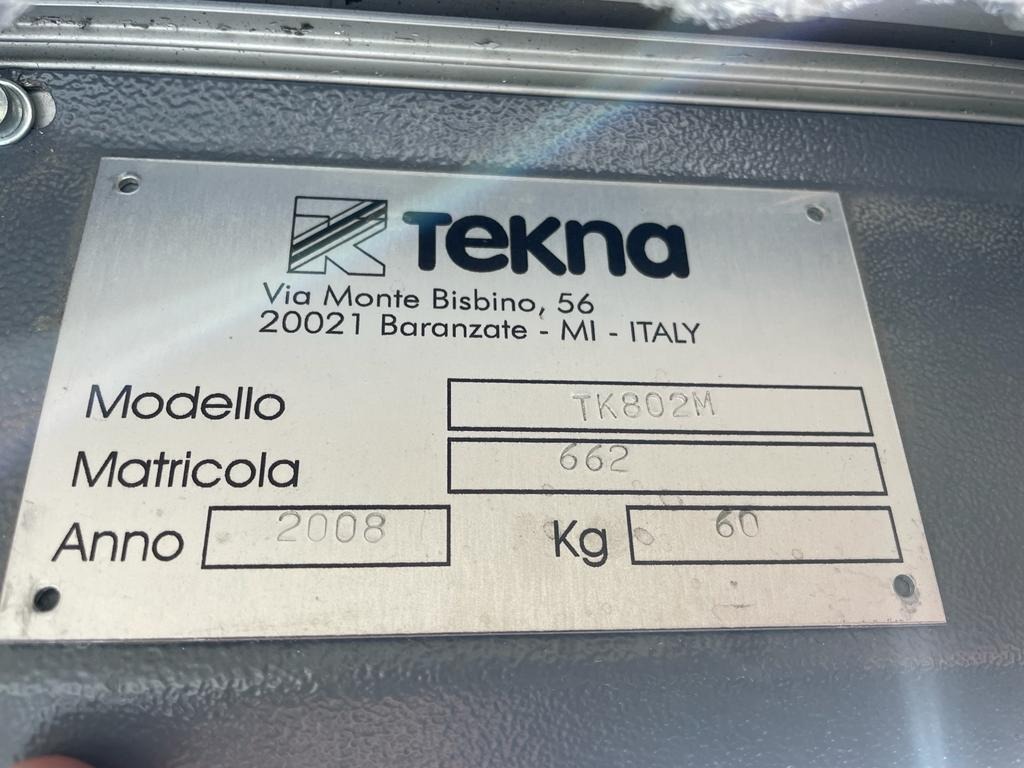 TEKNA
Via Monte Bisbino, 56
20021 Baranzate - MI - ITALY
Modello TK802M
Matricola 662
Anno 2008 Kg 60